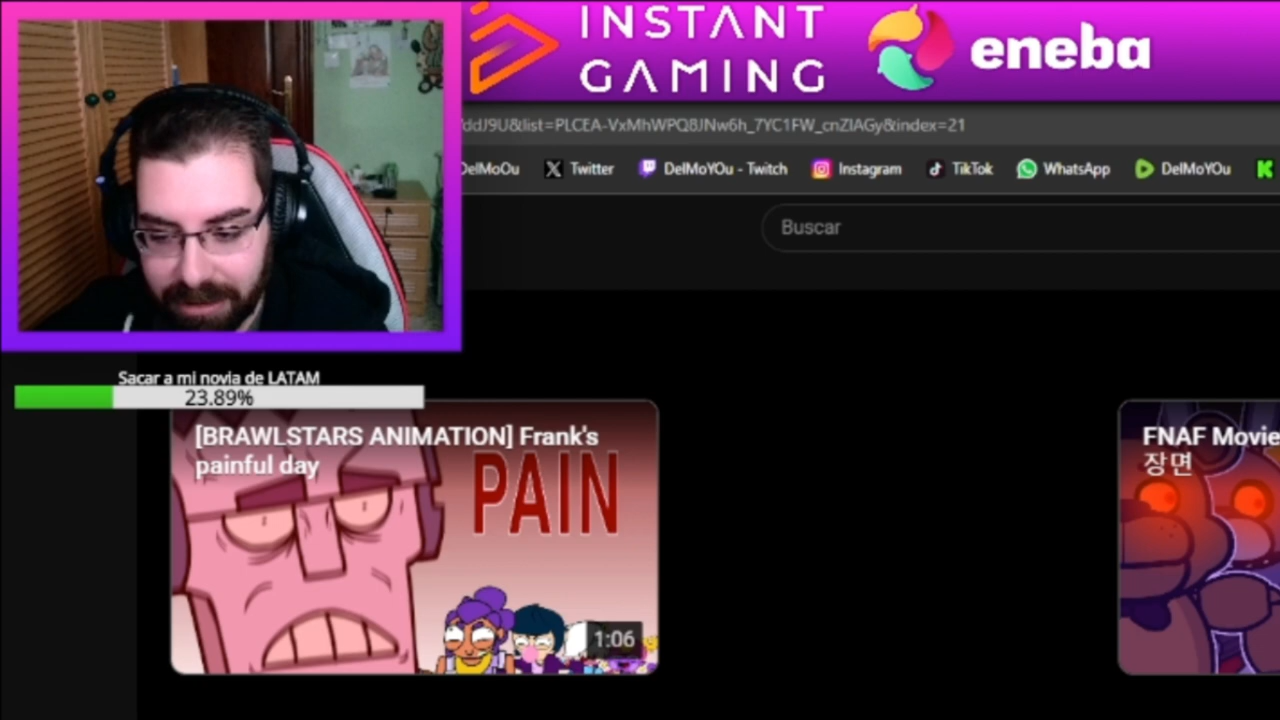 INSTANT
GAMING
eneba
ddJ9U&list=PLCEA-VxMhWPQ8JNw6h_7YC1FW_cnZIAGy&index=21
DelMoOu
Twitter
DelMoYOu - Twitch
Instagram
TikTok
WhatsApp
DelMoYOu
Buscar
Sacar a mi novia de LATAM
23.89%
[BRAWLSTARS ANIMATION] Frank's
painful day
PAIN
1:06
FNAF Movie
장면